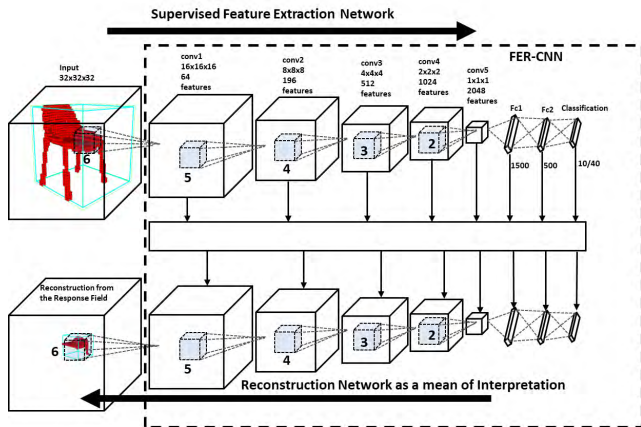 Supervised Feature Extraction Network
FER-CNN
Input
32x32x32
conv1
16x16x16
64
features
conv2
8x8x8
196
features
conv3
4x4x4
512
features
conv4
2x2x2
1024
features
conv5
1x1x1
2048
features
Fc1
Fc2
Classification
6
5
4
3
2
1500
500
10/40
Reconstruction from
the Response Field
6
5
4
3
2
Reconstruction Network as a mean of Interpretation